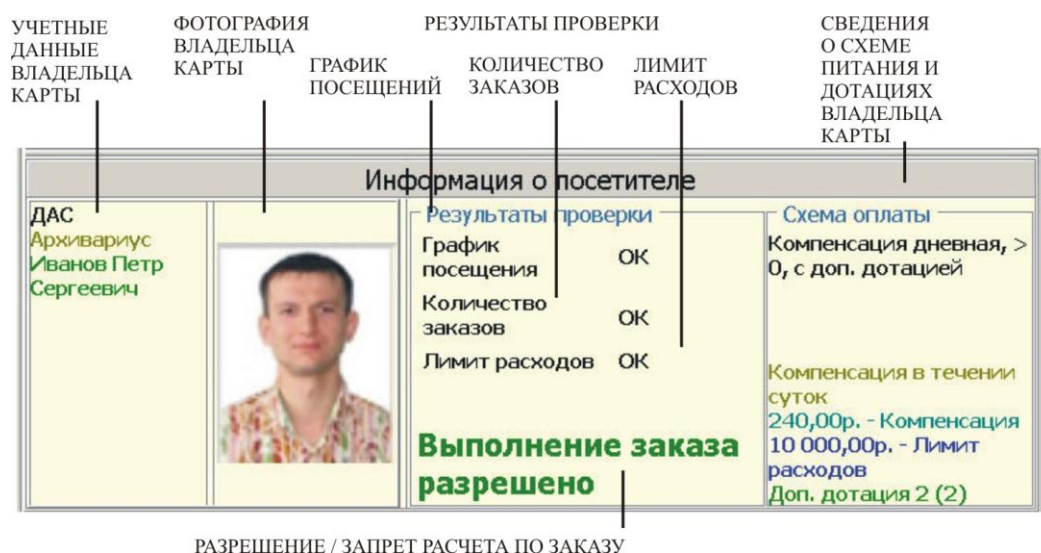 УЧЕТНЫЕ
ДАННЫЕ
ВЛАДЕЛЬЦА
КАРТЫ
ФОТОГРАФИЯ
ВЛАДЕЛЬЦА
КАРТЫ
РЕЗУЛЬТАТЫ ПРОВЕРКИ
ГРАФИК
ПОСЕЩЕНИЙ
КОЛИЧЕСТВО
ЗАКАЗОВ
ЛИМИТ
РАСХОДОВ
СВЕДЕНИЯ
О СХЕМЕ
ПИТАНИЯ И
ДОТАЦИЯХ
ВЛАДЕЛЬЦА
КАРТЫ
Информация о посетителе
ДАС
Архивариус
Иванов Петр
Сергеевич
Результаты проверки
График
посещения
ОК
Количество
заказов
ОК
Лимит расходов ОК
Выполнение заказа
разрешено
Схема оплаты
Компенсация дневная, >
0, с доп. дотацией
Компенсация в течении
суток
240,00р. - Компенсация
10 000,00р. - Лимит
расходов
Доп. дотация 2 (2)
РАЗРЕШЕНИЕ / ЗАПРЕТ РАСЧЕТА ПО ЗАКАЗУ